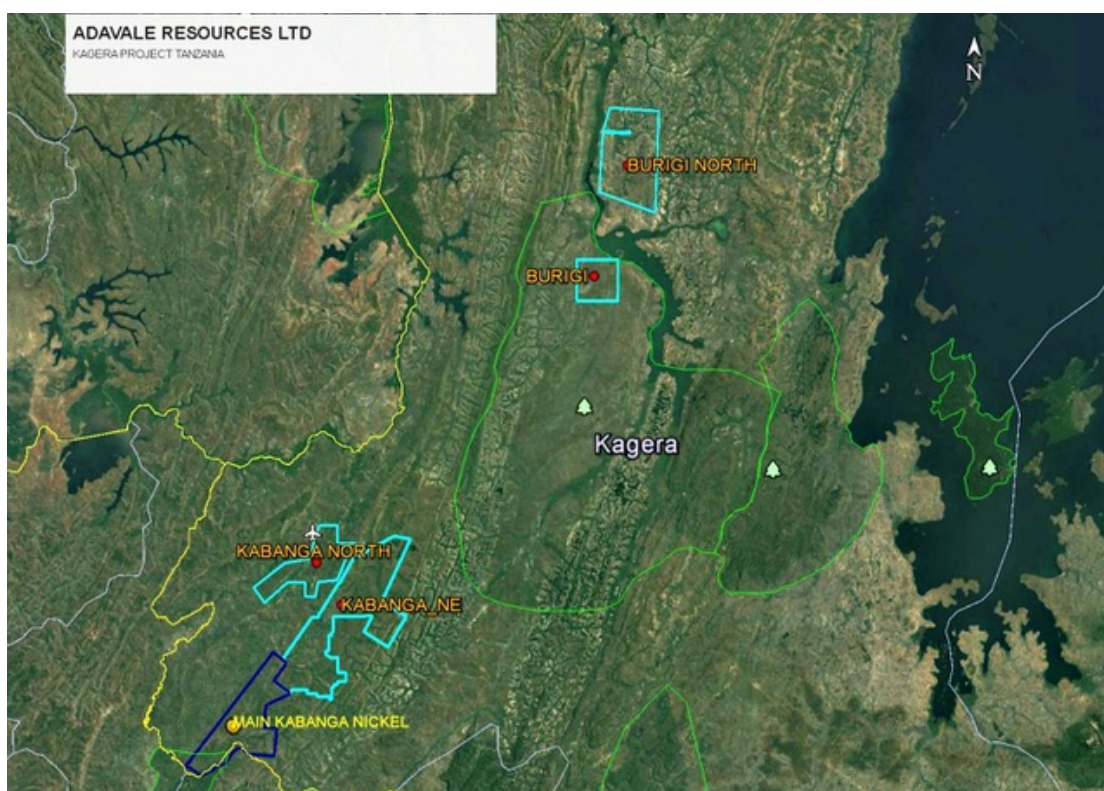 ADAVALE RESOURCES LTD
KAGERA PROJECT TANZANIA
N
BURIGI NORTH
BURIGI
Kagera
KABANGA NORTH
KABANGA_NE
MAIN KABANGA NICKEL